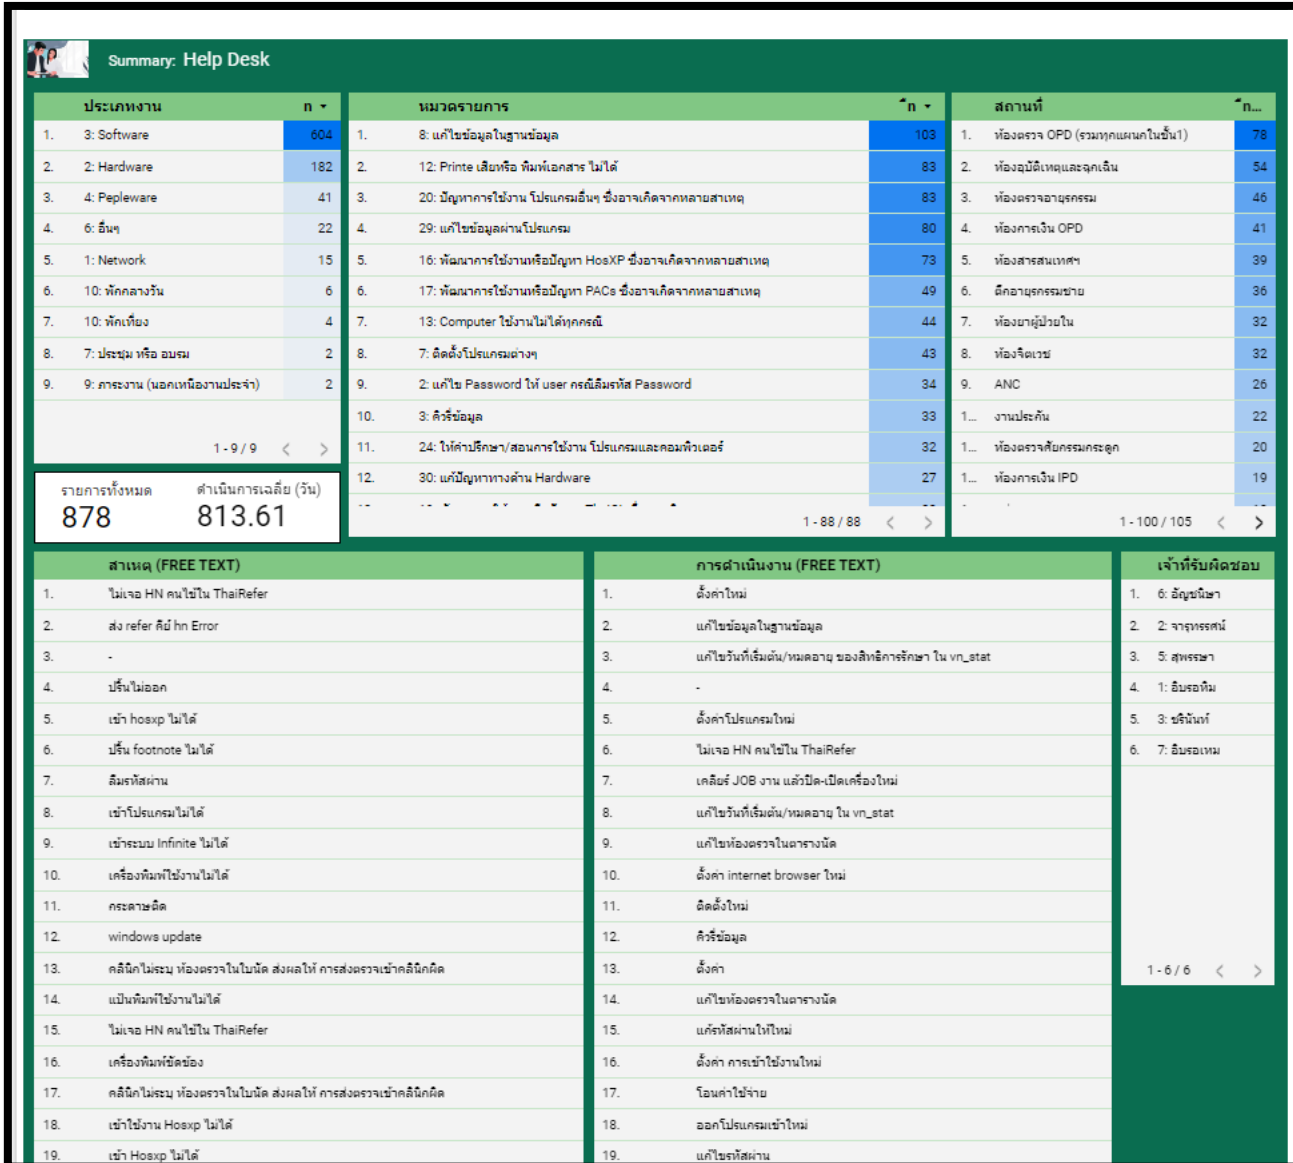 Summary: Help Desk
ประเภทงาน n
1. 3: Software 604
2. 2: Hardware 182
3. 4: Pepleware 41
4. 6: อื่นๆ 22
5. 1: Network 15
6. 10: พักกลางวัน 6
7. 10: พักเที่ยง 4
8. 7: ประชุม หรือ อบรม 2
9. 9: ภาระงาน (นอกเหนืองานประจำ) 2
1 - 9 / 9
รายการทั้งหมด
878
ดำเนินการเฉลี่ย (วัน)
813.61
หมวดรายการ
1. 8: แก้ไขข้อมูลในฐานข้อมูล 103
2. 12: Printe เสียหรือ พิมพ์เอกสาร ไม่ได้ 83
3. 20: ปัญหาการใช้งาน โปรแกรมอื่นๆ ซึ่งอาจเกิดจากหลายสาเหตุ 83
4. 29: แก้ไขข้อมูลผ่านโปรแกรม 80
5. 16: พัฒนาการใช้งานหรือปัญหา HosXP ซึ่งอาจเกิดจากหลายสาเหตุ 73
6. 17: พัฒนาการใช้งานหรือปัญหา PACs ซึ่งอาจเกิดจากหลายสาเหตุ 49
7. 13: Computer ใช้งานไม่ได้ทุกกรณี 44
8. 7: ติดตั้งโปรแกรมต่างๆ 43
9. 2: แก้ไข Password ให้ user กรณีลืมรหัส Password 34
10. 3: คิวรี่ข้อมูล 33
11. 24: ให้คำปรึกษา/สอนการใช้งาน โปรแกรมและคอมพิวเตอร์ 32
12. 30: แก้ปัญหาทางด้าน Hardware 27
1 - 88 / 88
สถานที่
1. ห้องตรวจ OPD (รวมทุกแผนกในชั้น1) 78
2. ห้องอุบัติเหตุและฉุกเฉิน 54
3. ห้องตรวจอายุรกรรม 46
4. ห้องการเงิน OPD 41
5. ห้องสารสนเทศฯ 39
6. ตึกอายุรกรรมชาย 36
7. ห้องยาผู้ป่วยใน 32
8. ห้องจิตเวช 32
9. ANC 26
1... งานประกัน 22
1... ห้องตรวจศัยกรรมกระดูก 20
1... ห้องการเงิน IPD 19
1 - 100 / 105
สาเหตุ (FREE TEXT)
1. ไม่เจอ HN คนไข้ใน ThaiRefer
2. ส่ง refer คีย์ hn Error
3. -
4. ปริ้นไม่ออก
5. เข้า hosxp ไม่ได้
6. ปริ้น footnote ไม่ได้
7. ลืมรหัสผ่าน
8. เข้าโปรแกรมไม่ได้
9. เข้าระบบ Infinite ไม่ได้
10. เครื่องพิมพ์ใช้งานไม่ได้
11. กระดาษติด
12. windows update
13. คลินิกไม่ระบุ ห้องตรวจในใบนัด ส่งผลให้ การส่งตรวจเข้าคลินิกผิด
14. แป้นพิมพ์ใช้งานไม่ได้
15. ไม่เจอ HN คนไข้ใน ThaiRefer
16. เครื่องพิมพ์ขัดข้อง
17. คลินิกไม่ระบุ ห้องตรวจในใบนัด ส่งผลให้ การส่งตรวจเข้าคลินิกผิด
18. เข้าใช้งาน Hosxp ไม่ได้
19. เข้า Hosxp ไม่ได้
การดำเนินงาน (FREE TEXT)
1. ตั้งค่าใหม่
2. แก้ไขข้อมูลในฐานข้อมูล
3. แก้ไขวันที่เริ่มต้น/หมดอายุ ของสิทธิการรักษา ใน vn_stat
4. -
5. ตั้งค่าโปรแกรมใหม่
6. ไม่เจอ HN คนไข้ใน ThaiRefer
7. เคลียร์ JOB งาน แล้วปิด-เปิดเครื่องใหม่
8. แก้ไขวันที่เริ่มต้น/หมดอายุ ใน vn_stat
9. แก้ไขห้องตรวจในตารางนัด
10. ตั้งค่า internet browser ใหม่
11. ติดตั้งใหม่
12. คิวรี่ข้อมูล
13. ตั้งค่า
14. แก้ไขห้องตรวจในตารางนัด
15. แก้รหัสผ่านให้ใหม่
16. ตั้งค่า การเข้าใช้งานใหม่
17. โอนค่าใช้จ่าย
18. ออกโปรแกรมเข้าใหม่
19. แก้ไขรหัสผ่าน
เจ้าที่รับผิดชอบ
1. 6: อัญชนิษา
2. 2: จารุทรรศน์
3. 5: สุพรรษา
4. 1: อิบรอหิม
5. 3: ชรินันท์
6. 7: อิบรอเหม
1 - 6 / 6